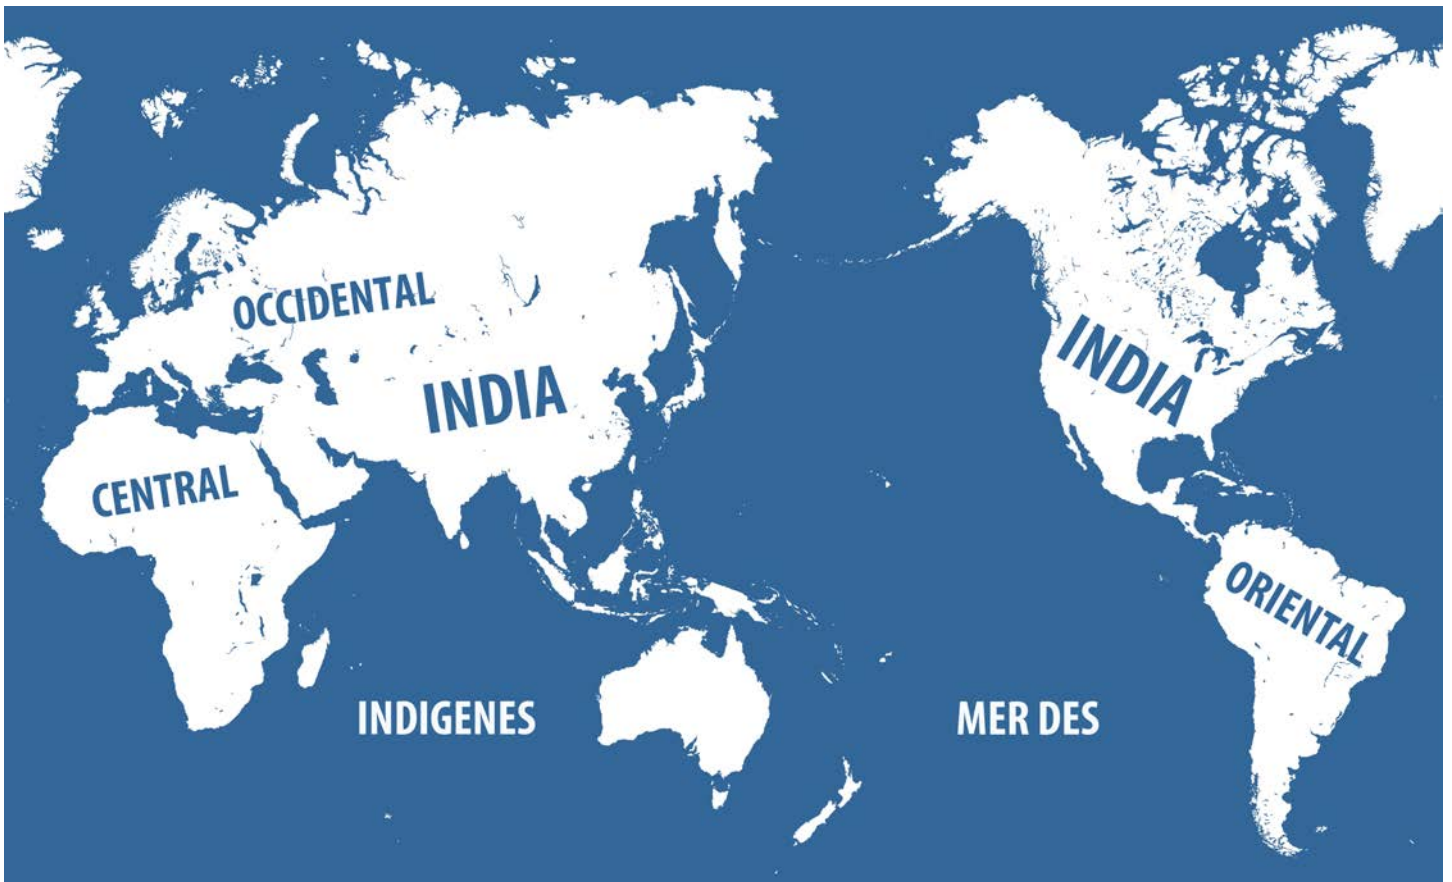 OCCIDENTAL
INDIA
CENTRAL
INDIGENES
INDIA
ORIENTAL
MER DES